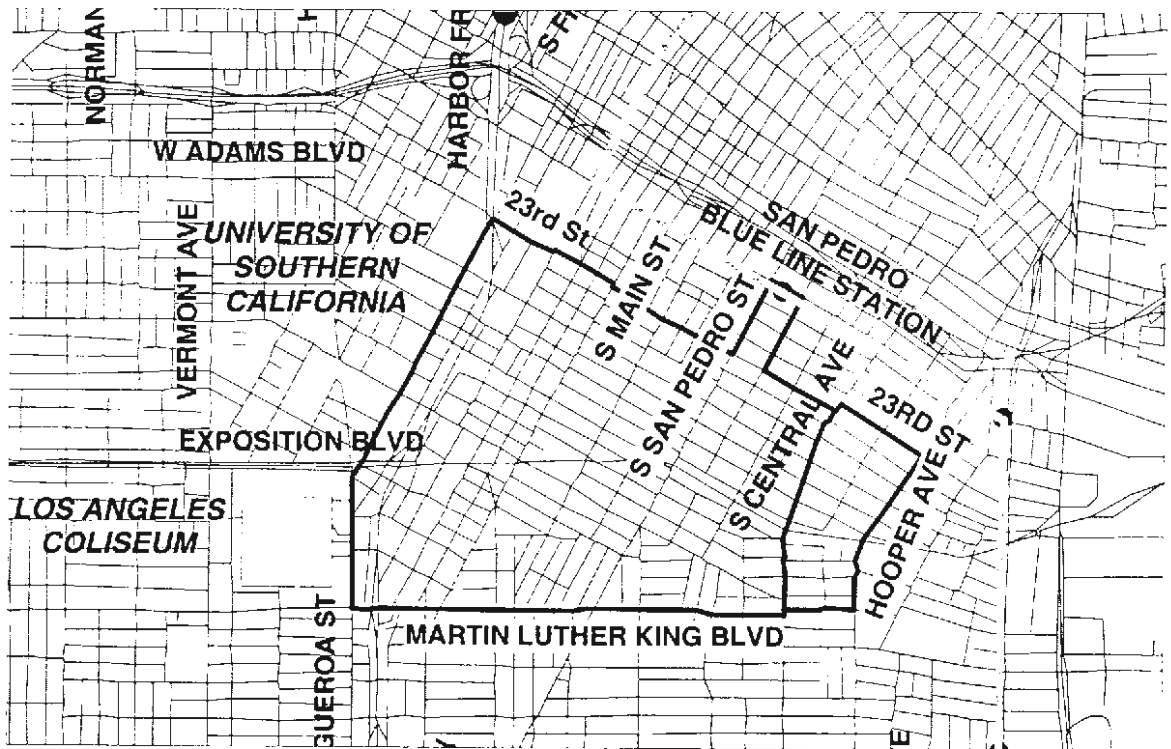 NORMAN
HARBOR FR
S F
W ADAMS BLVD
23rd St
VERMONT AVE
UNIVERSITY OF
SOUTHERN
CALIFORNIA
S MAIN ST
SAN PEDRO
BLUE LINE STATION
S SAN PEDRO ST
S CENTRAL AVE
23RD ST
EXPOSITION BLVD
LOS ANGELES
COLISEUM
HOOPER AVE
GUEROA ST
MARTIN LUTHER KING BLVD
Y
E